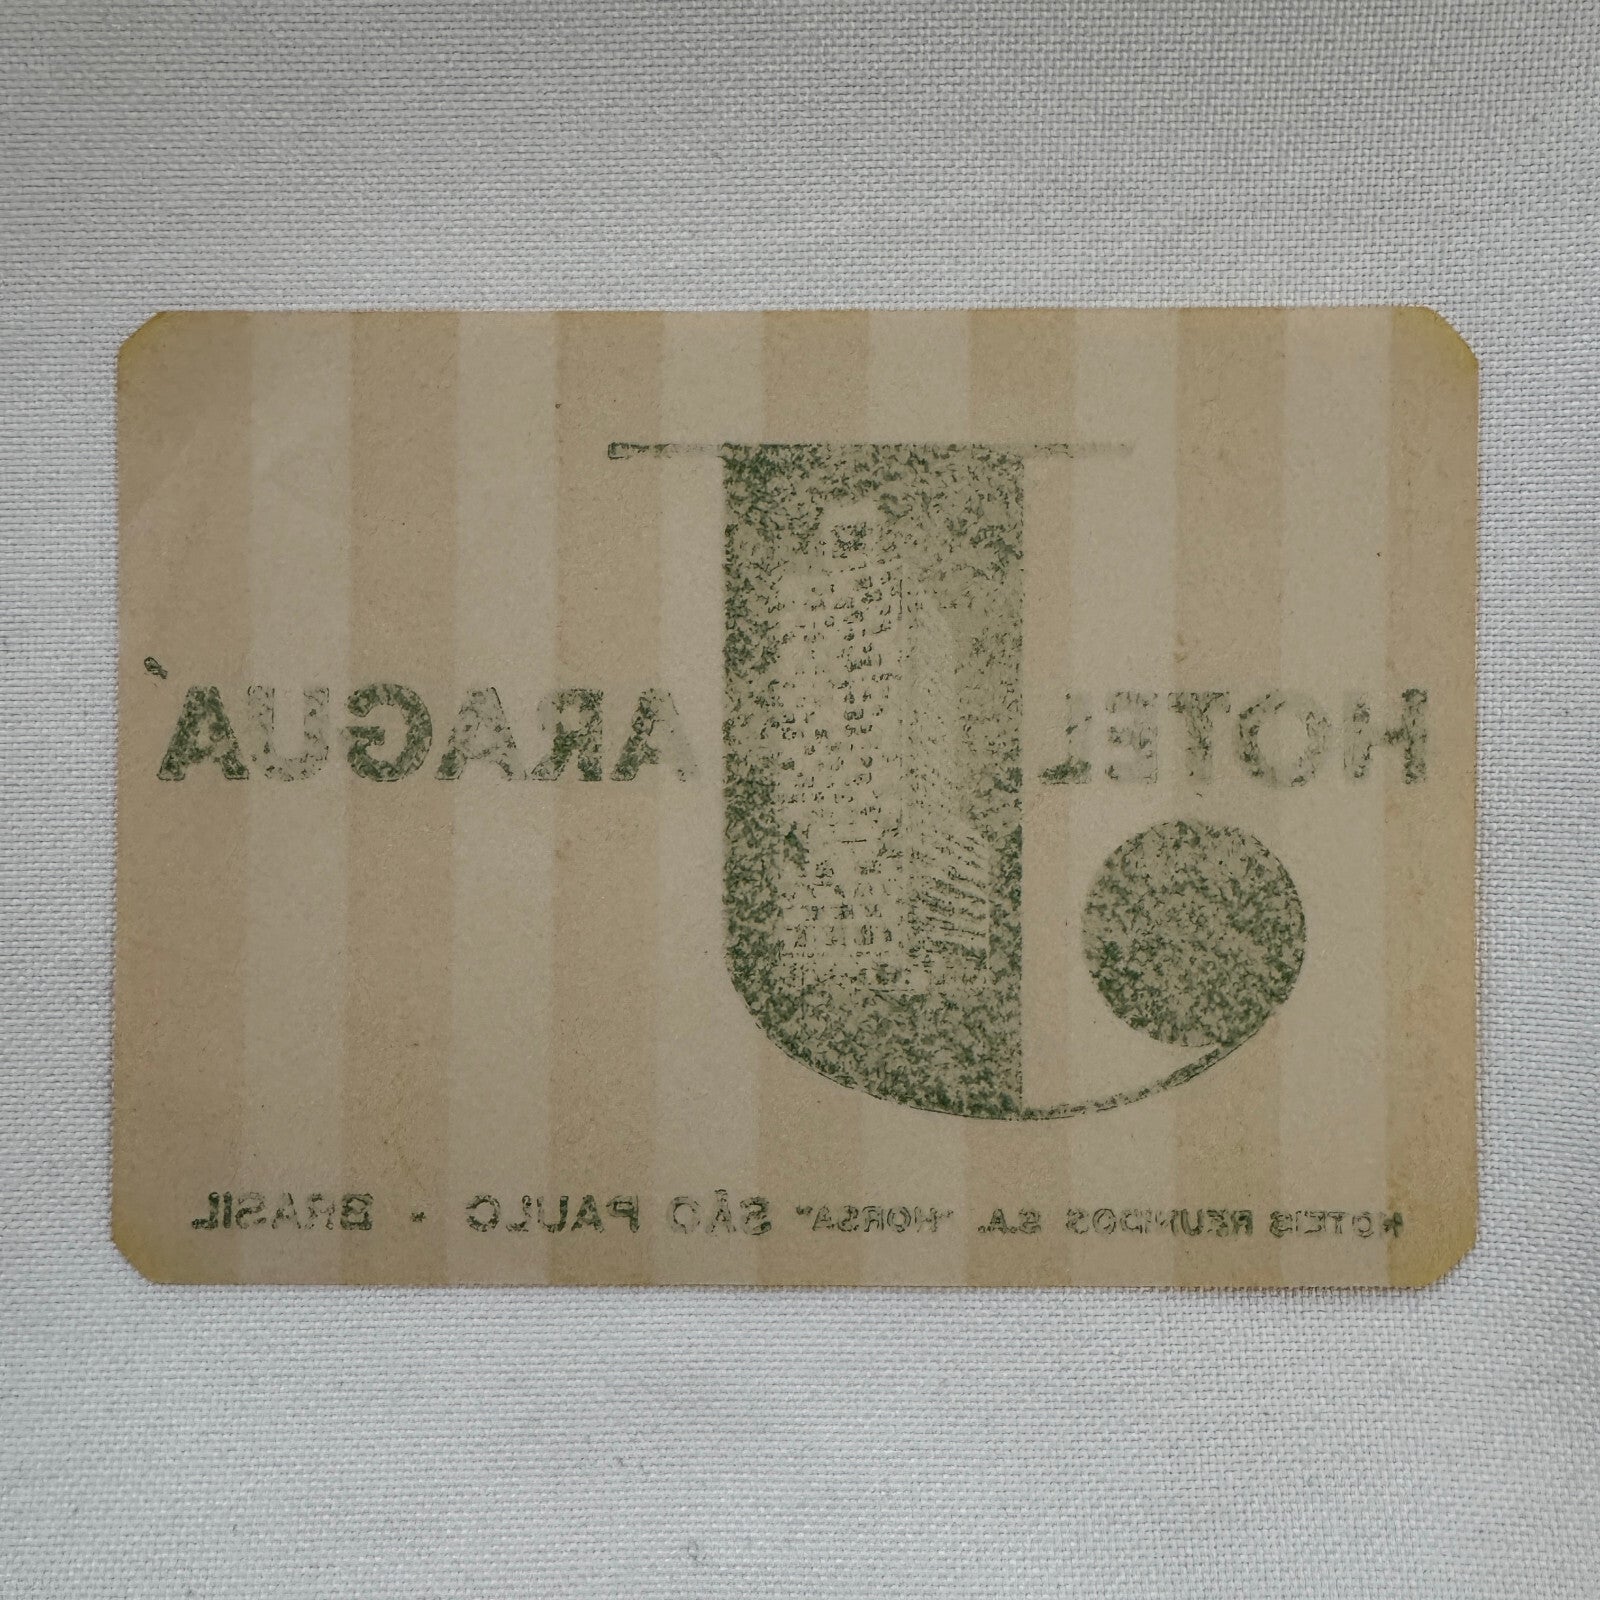 HOTEL JARAGUÁ
HOTEIS REUNIDOS S.A. "HORSA" SÃO PAULO - BRASIL